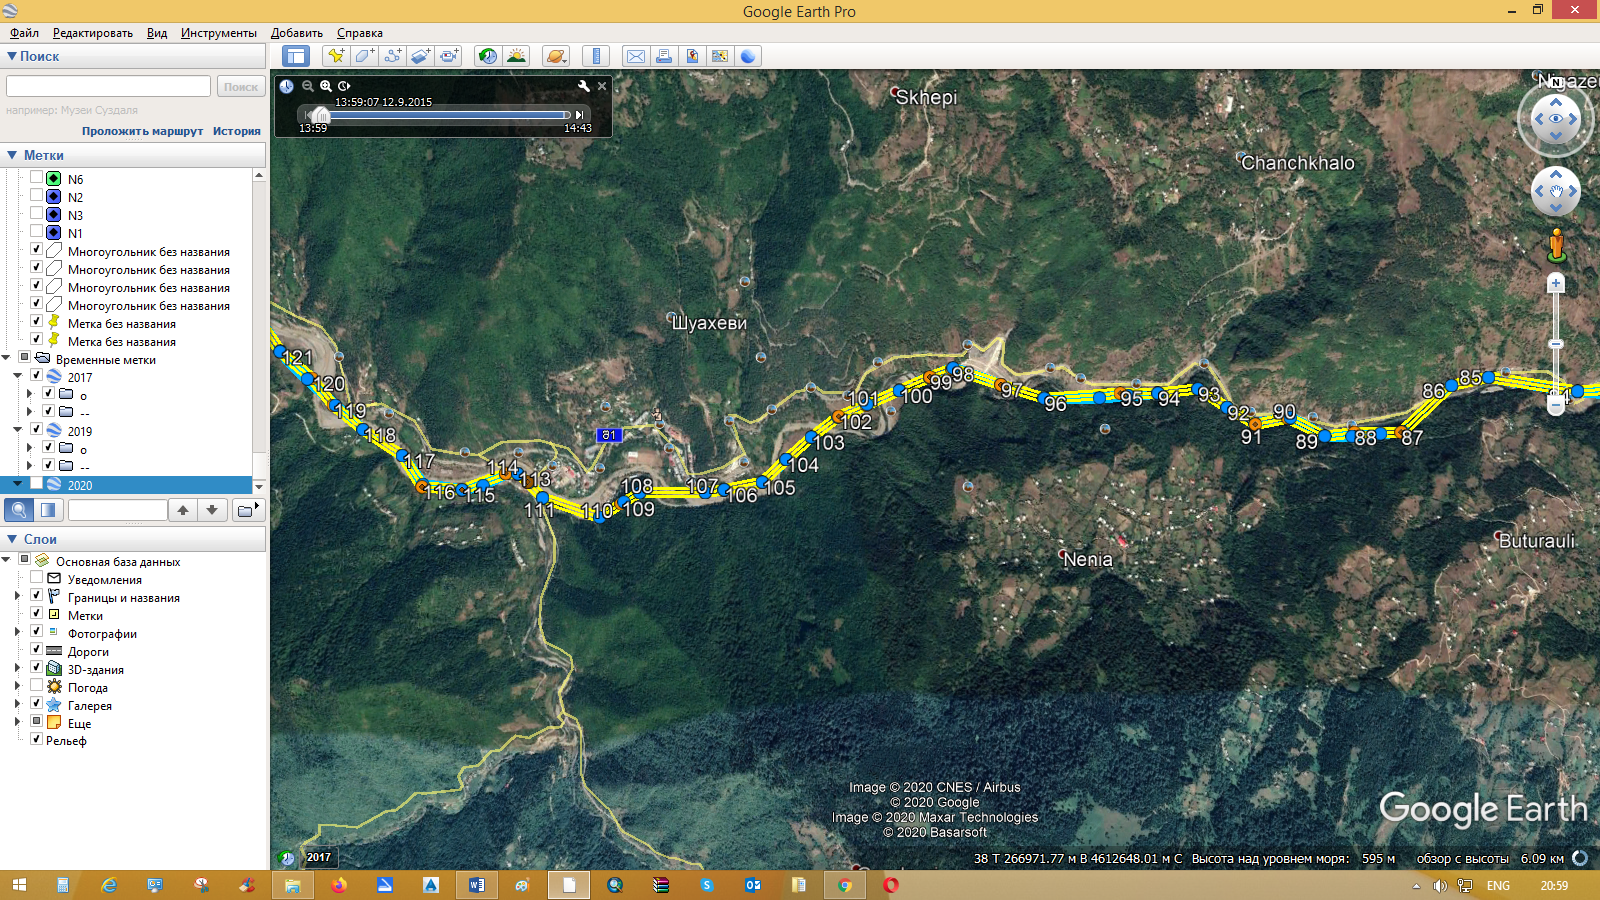 Google Earth Pro
Файл Редактировать Вид Инструменты Добавить Справка
Поиск
Поиск
например: Музеи Суздаля
Проложить маршрут История
Метки
N6
N2
N3
N1
Многоугольник без названия
Многоугольник без названия
Многоугольник без названия
Многоугольник без названия
Метка без названия
Метка без названия
Временные метки
2017
о
--
2019
о
--
2020
Слои
Основная база данных
Уведомления
Границы и названия
Метки
Фотографии
Дороги
3D-здания
Погода
Галерея
Еще
Рельеф
13:59:07 12.9.2015
13:59 14:43
Skhepi
Chanchkhalo
N
Шуахеви
Nenia
Buturauli
121
120
119
118
117
116
115
114
113
111
110
109
108
107
106
105
104
103
102
101
100
99
98
97
96
95
94
93
92
91
90
89
88
87
86
85
Image © 2020 CNES / Airbus
© 2020 Google
Image © 2020 Maxar Technologies
© 2020 Basarsoft
Google Earth
2017
38 T 266971.77 м В 4612648.01 м С Высота над уровнем моря: 595 м обзор с высоты 6.09 км
ENG 20:59